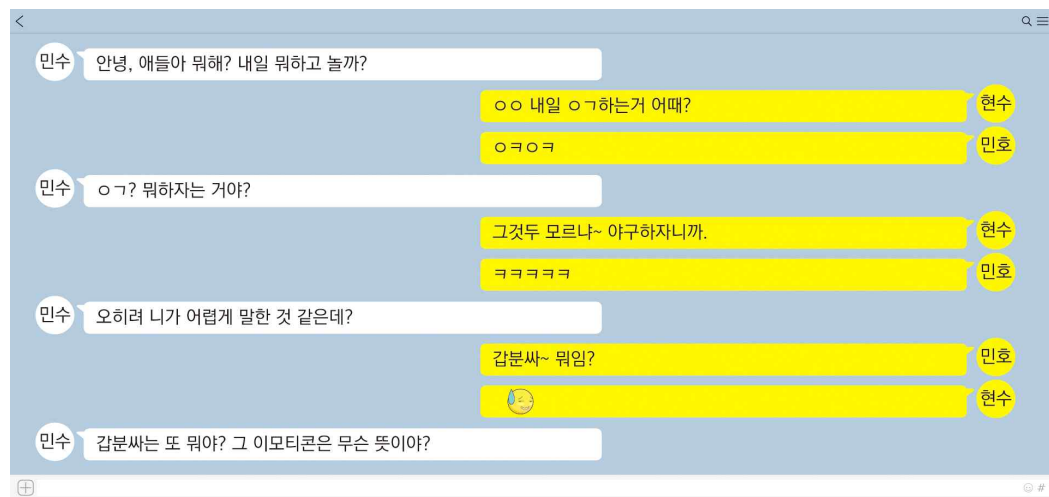 민수
안녕, 애들아 뭐해? 내일 뭐하고 놀까?
ㅇㅇ 내일 ㅇㄱ하는거 어때?
현수
ㅇㅋㅇㅋ
민호
민수
ㅇㄱ? 뭐하자는 거야?
그것두 모르냐~ 야구하자니까.
현수
ㅋㅋㅋㅋㅋ
민호
민수
오히려 니가 어렵게 말한 것 같은데?
갑분싸~ 뭐임?
민호
현수
민수
갑분싸는 또 뭐야? 그 이모티콘은 무슨 뜻이야?
#